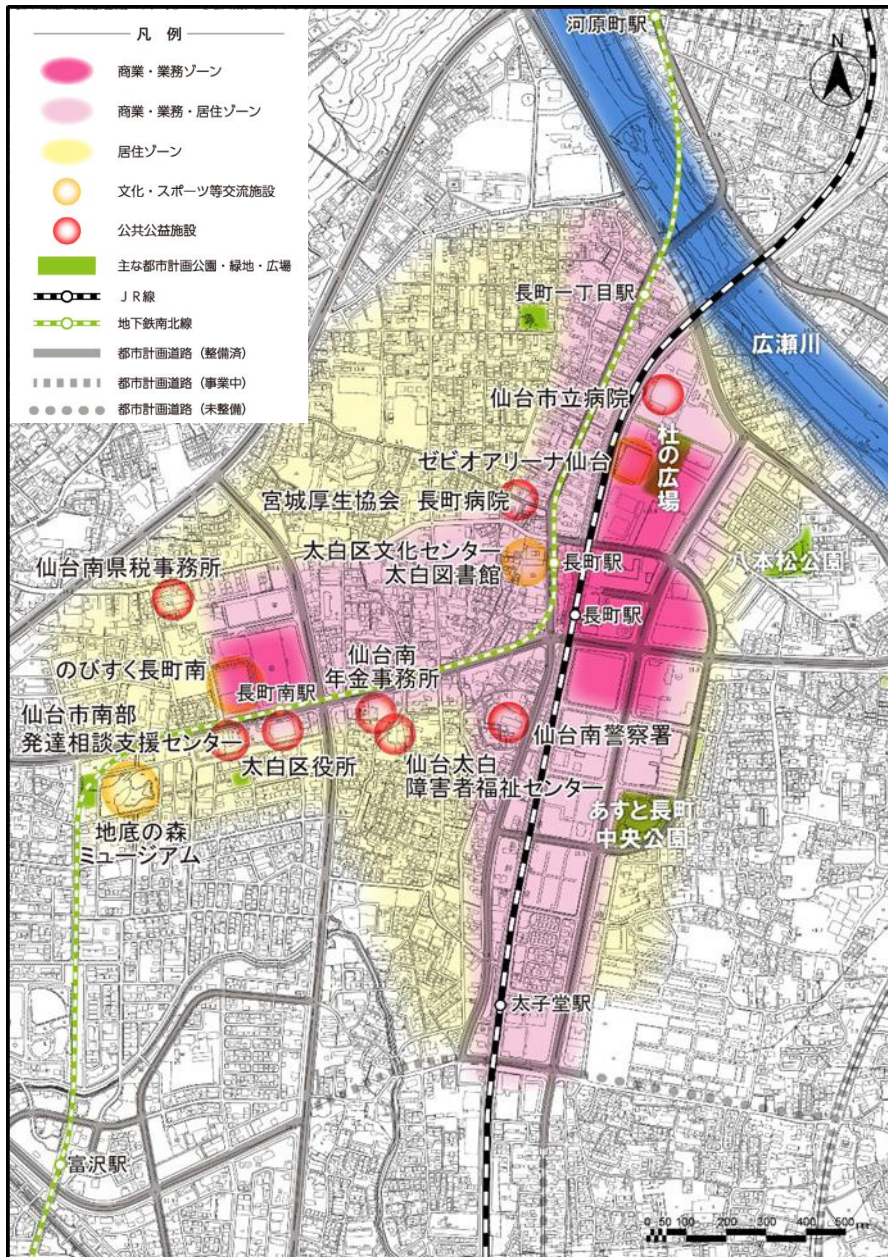 凡 例
商業・業務ゾーン
商業・業務・居住ゾーン
居住ゾーン
文化・スポーツ等交流施設
公共公益施設
主な都市計画公園・緑地・広場
ＪＲ線
地下鉄南北線
都市計画道路（整備済）
都市計画道路（事業中）
都市計画道路（未整備）
河原町駅
N
長町一丁目駅
広瀬川
仙台市立病院
杜の広場
ゼビオアリーナ仙台
宮城厚生協会 長町病院
太白区文化センター
太白図書館
長町駅
八本松公園
仙台南県税事務所
長町駅
のびすく長町南
仙台南
年金事務所
長町南駅
仙台市南部
発達相談支援センター
太白区役所
仙台南警察署
仙台太白
障害者福祉センター
地底の森
ミュージアム
あすと長町
中央公園
太子堂駅
富沢駅
0 50 100 200 300 400 500